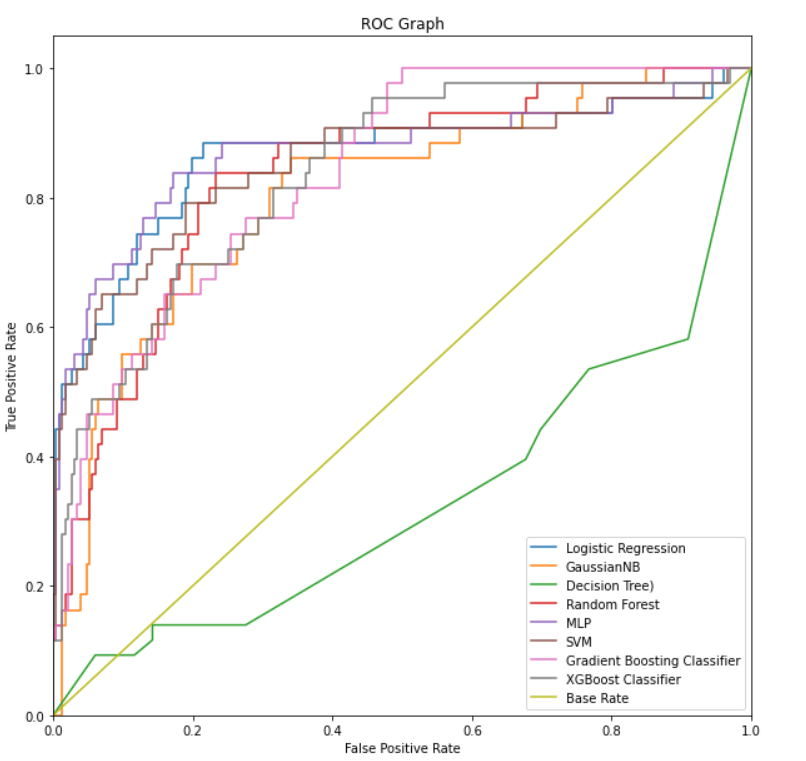 ROC Graph
1.0
0.8
0.6
0.4
0.2
0.0
True Positive Rate
0.0 0.2 0.4 0.6 0.8 1.0
False Positive Rate
Logistic Regression
GaussianNB
Decision Tree)
Random Forest
MLP
SVM
Gradient Boosting Classifier
XGBoost Classifier
Base Rate